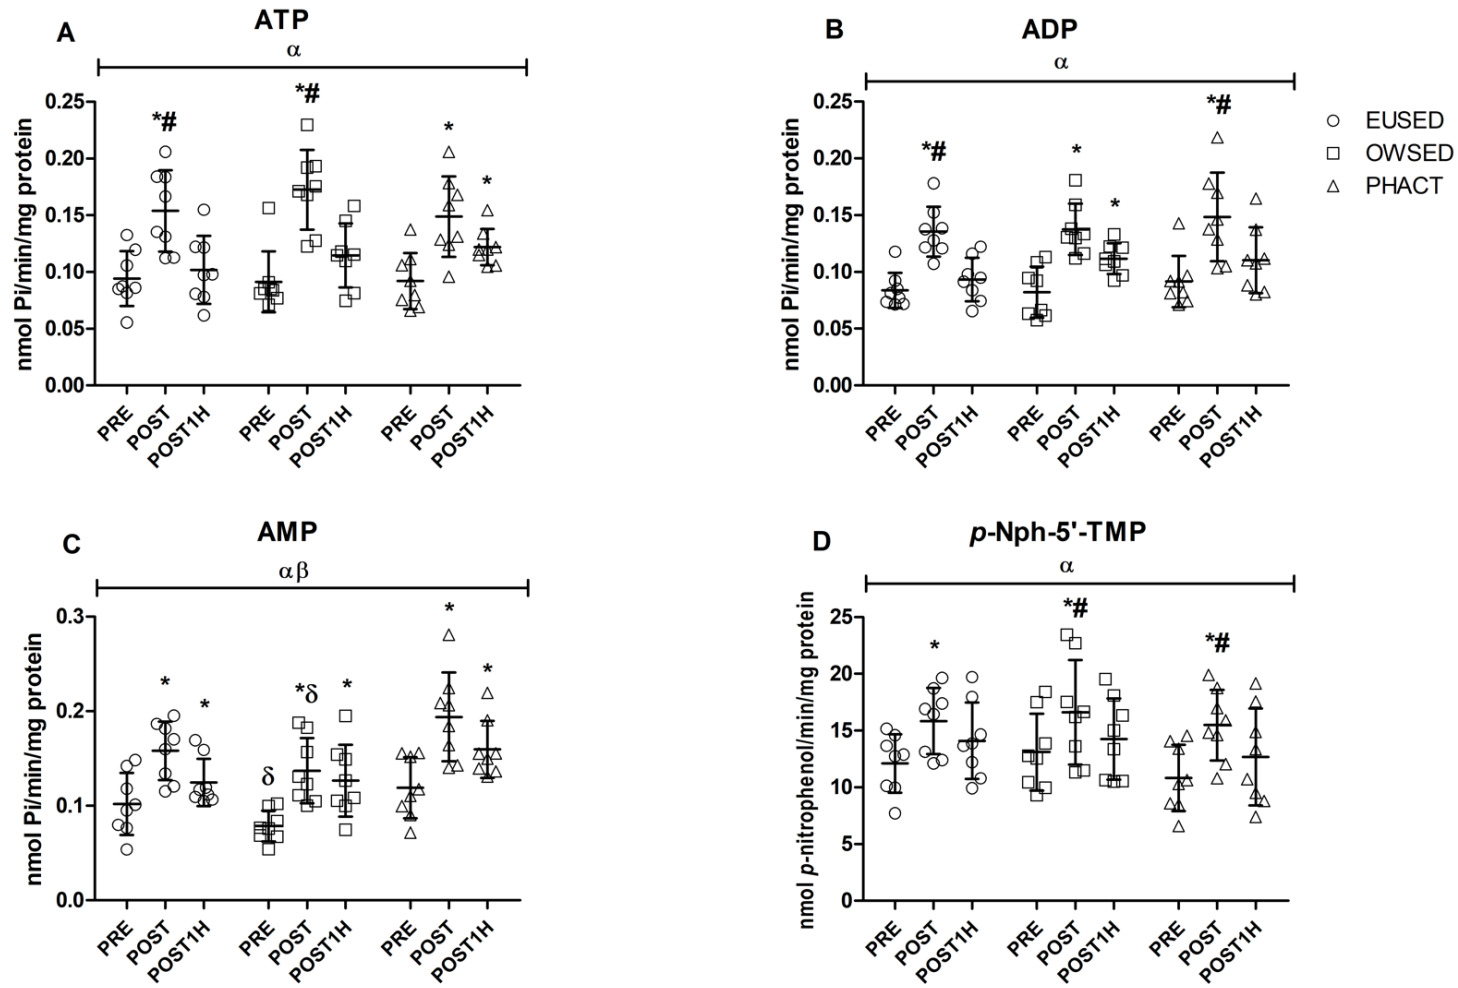 A
ATP
α
nmol Pi/min/mg protein
0.25
0.20
0.15
0.10
0.05
0.00
*#
*#
*
*
PRE
POST
POST1H
PRE
POST
POST1H
PRE
POST
POST1H
B
ADP
α
nmol Pi/min/mg protein
0.25
0.20
0.15
0.10
0.05
0.00
*#
*
*
*#
PRE
POST
POST1H
PRE
POST
POST1H
PRE
POST
POST1H
EUSED
OWSED
PHACT
C
AMP
αβ
nmol Pi/min/mg protein
0.3
0.2
0.1
0.0
*
*
δ
*δ
*
*
*
PRE
POST
POST1H
PRE
POST
POST1H
PRE
POST
POST1H
D
p-Nph-5'-TMP
α
nmol p-nitrophenol/min/mg protein
25
20
15
10
5
0
*
*#
*#
PRE
POST
POST1H
PRE
POST
POST1H
PRE
POST
POST1H